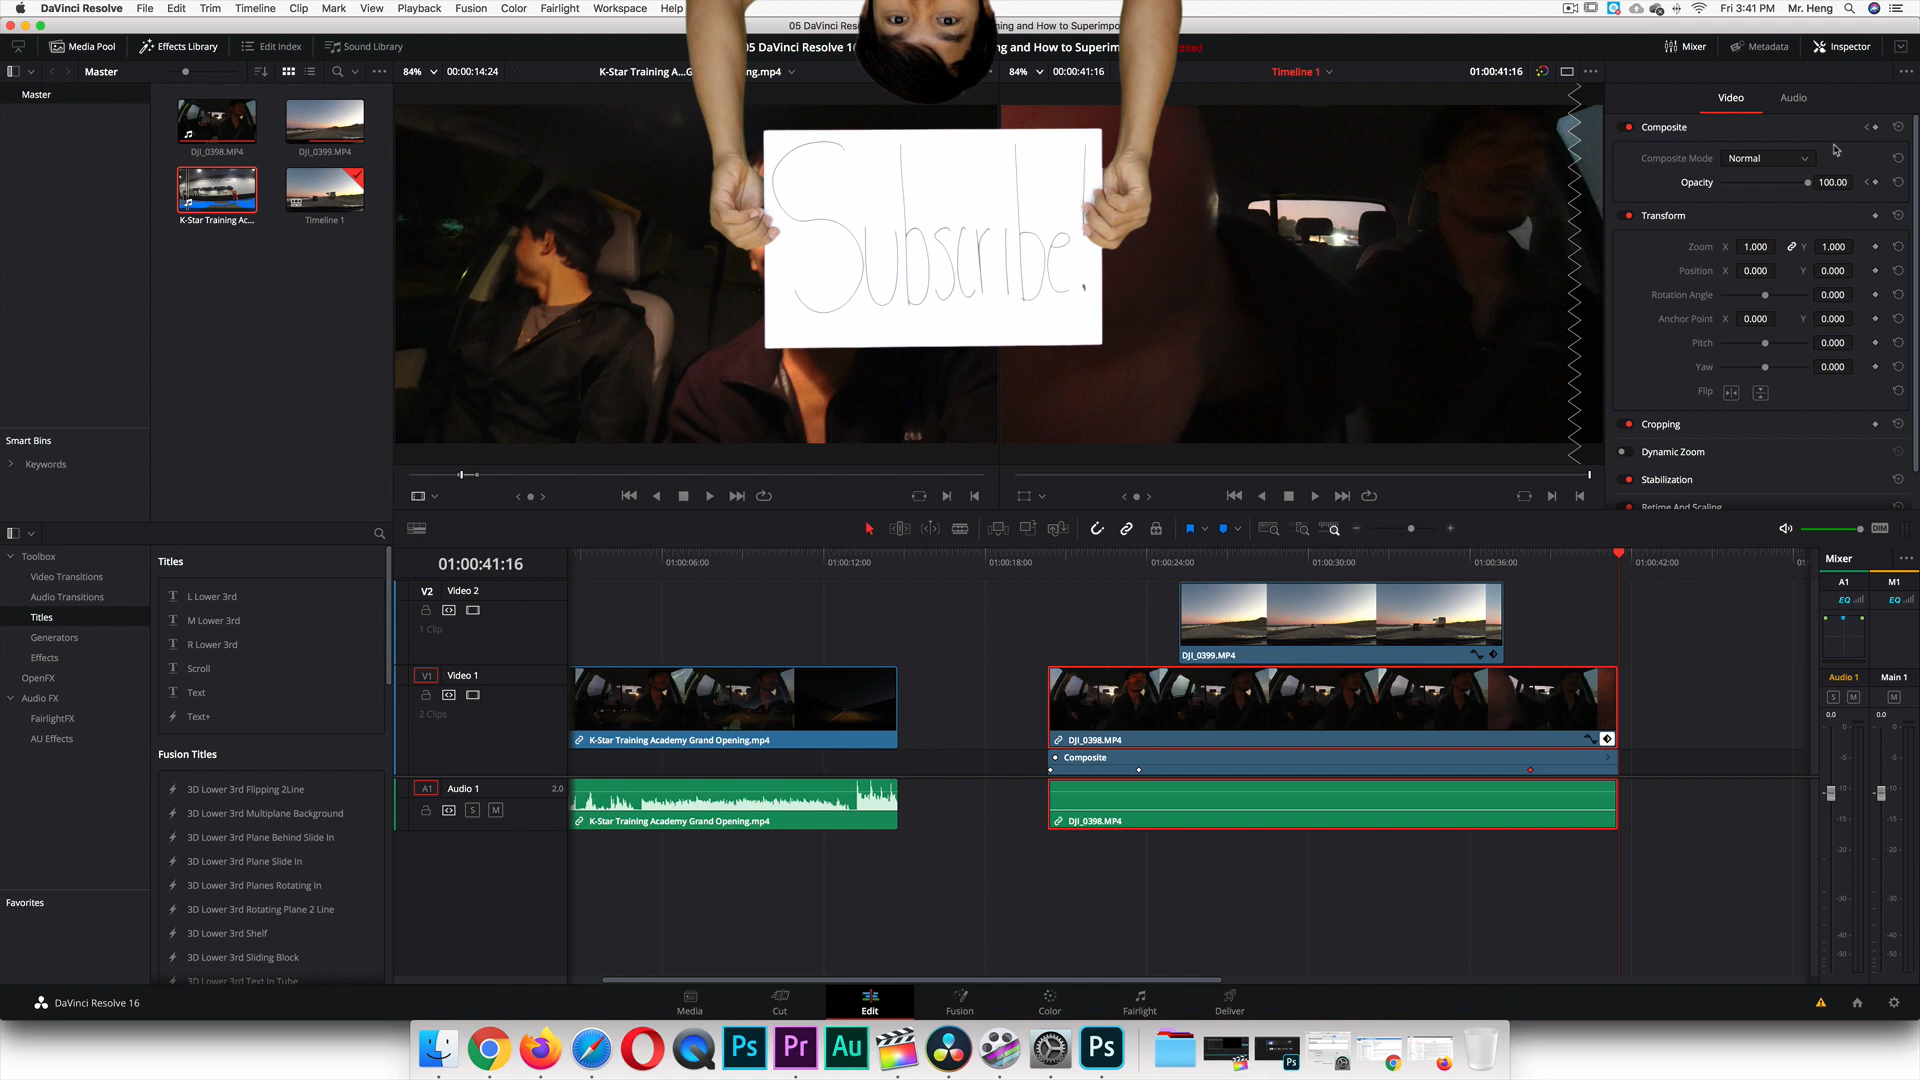 DaVinci Resolve File Edit Trim Timeline Clip Mark View Playback Fusion Color Fairlight Workspace Help
Fri 3:41 PM Mr. Heng
Media Pool Effects Library Edit Index Sound Library
Mixer Metadata Inspector
Master 84% 00:00:14:24 K-Star Training A...G
84% 00:00:41:16 Timeline 1 01:00:41:16
Master
DJI_0398.MP4 DJI_0399.MP4
K-Star Training Ac... Timeline 1
Smart Bins
Keywords
Subscribe!
Video Audio
Composite
Composite Mode Normal
Opacity 100.00
Transform
Zoom X 1.000 Y 1.000
Position X 0.000 Y 0.000
Rotation Angle 0.000
Anchor Point X 0.000 Y 0.000
Pitch 0.000
Yaw 0.000
Flip
Cropping
Dynamic Zoom
Stabilization
Retime And Scaling
DIM
Toolbox
Video Transitions
Audio Transitions
Titles
Generators
Effects
OpenFX
Audio FX
FairlightFX
AU Effects
Favorites
Titles
L Lower 3rd
M Lower 3rd
R Lower 3rd
Scroll
Text
Text+
Fusion Titles
3D Lower 3rd Flipping 2Line
3D Lower 3rd Multiplane Background
3D Lower 3rd Plane Behind Slide In
3D Lower 3rd Plane Slide In
3D Lower 3rd Planes Rotating In
3D Lower 3rd Rotating Plane 2 Line
3D Lower 3rd Shelf
3D Lower 3rd Sliding Block
3D Lower 3rd Text In Tube
01:00:41:16
01:00:06:00 01:00:12:00 01:00:18:00 01:00:24:00 01:00:30:00 01:00:36:00 01:00:42:00
V2 Video 2
1 Clip
DJI_0399.MP4
V1 Video 1
2 Clips
K-Star Training Academy Grand Opening.mp4 DJI_0398.MP4
Composite
A1 Audio 1 2.0
S M
K-Star Training Academy Grand Opening.mp4 DJI_0398.MP4
Mixer
A1 M1
EQ EQ
Audio 1 Main 1
S M M
0.0 0.0
DaVinci Resolve 16
Media Cut Edit Fusion Color Fairlight Deliver
Ps Pr Au Ps